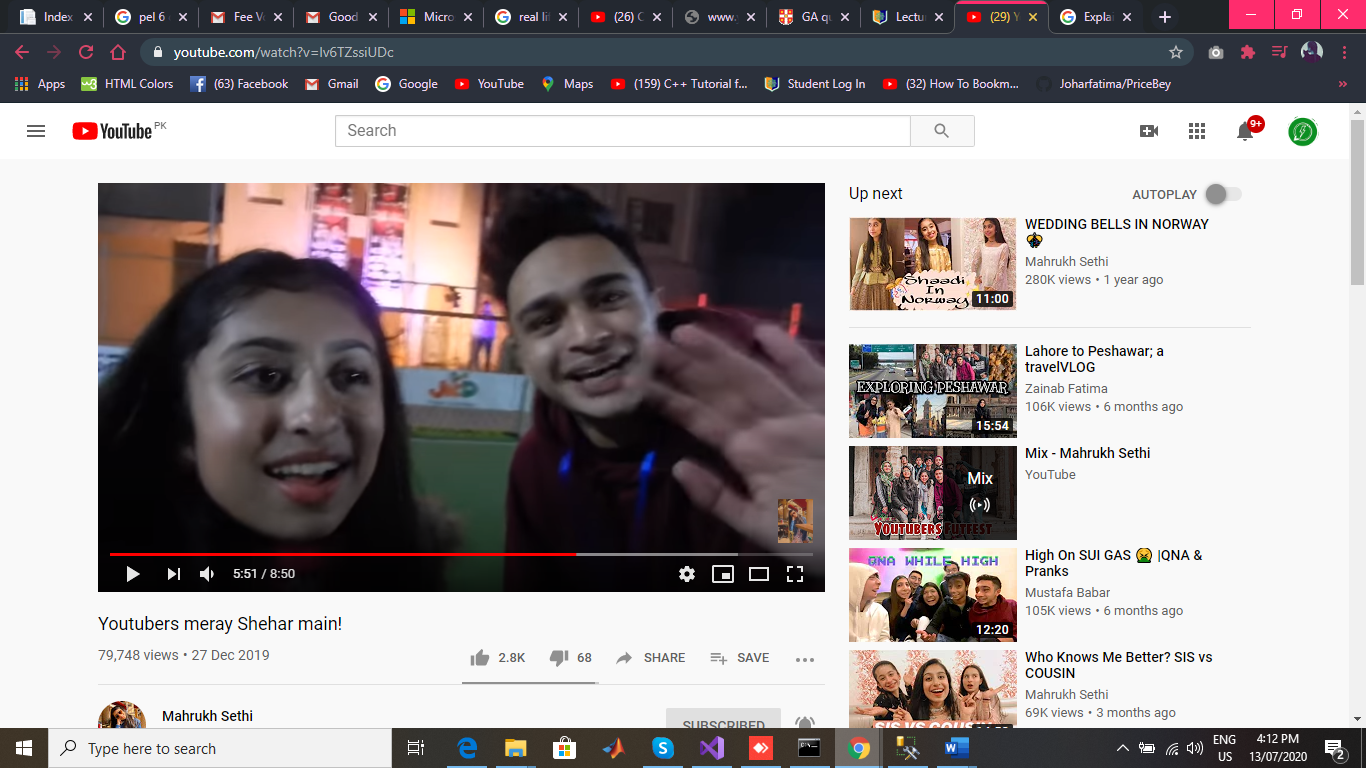 Index
pel 6
Fee V
Good
Micro
real li
(26) C
www.
GA qu
Lectu
(29) Y
Explai
youtube.com/watch?v=Iv6TZssiUDc
Apps
HTML Colors
(63) Facebook
Gmail
Google
YouTube
Maps
(159) C++ Tutorial f...
Student Log In
(32) How To Bookm...
Joharfatima/PriceBey
YouTube PK
Search
9+
5:51 / 8:50
Youtubers meray Shehar main!
79,748 views • 27 Dec 2019
2.8K
68
SHARE
SAVE
Mahrukh Sethi
SUBSCRIBED
Up next
AUTOPLAY
Shaadi
In
Norway
11:00
WEDDING BELLS IN NORWAY
Mahrukh Sethi
280K views • 1 year ago
EXPLORING PESHAWAR
15:54
Lahore to Peshawar; a
travelVLOG
Zainab Fatima
106K views • 6 months ago
Mix
YOUTUBERS FUTFEST
Mix - Mahrukh Sethi
YouTube
QNA WHILE HIGH
12:20
High On SUI GAS |QNA &
Pranks
Mustafa Babar
105K views • 6 months ago
SIS VS COUSIN
Who Knows Me Better? SIS vs
COUSIN
Mahrukh Sethi
69K views • 3 months ago
Type here to search
ENG
US
4:12 PM
13/07/2020
2